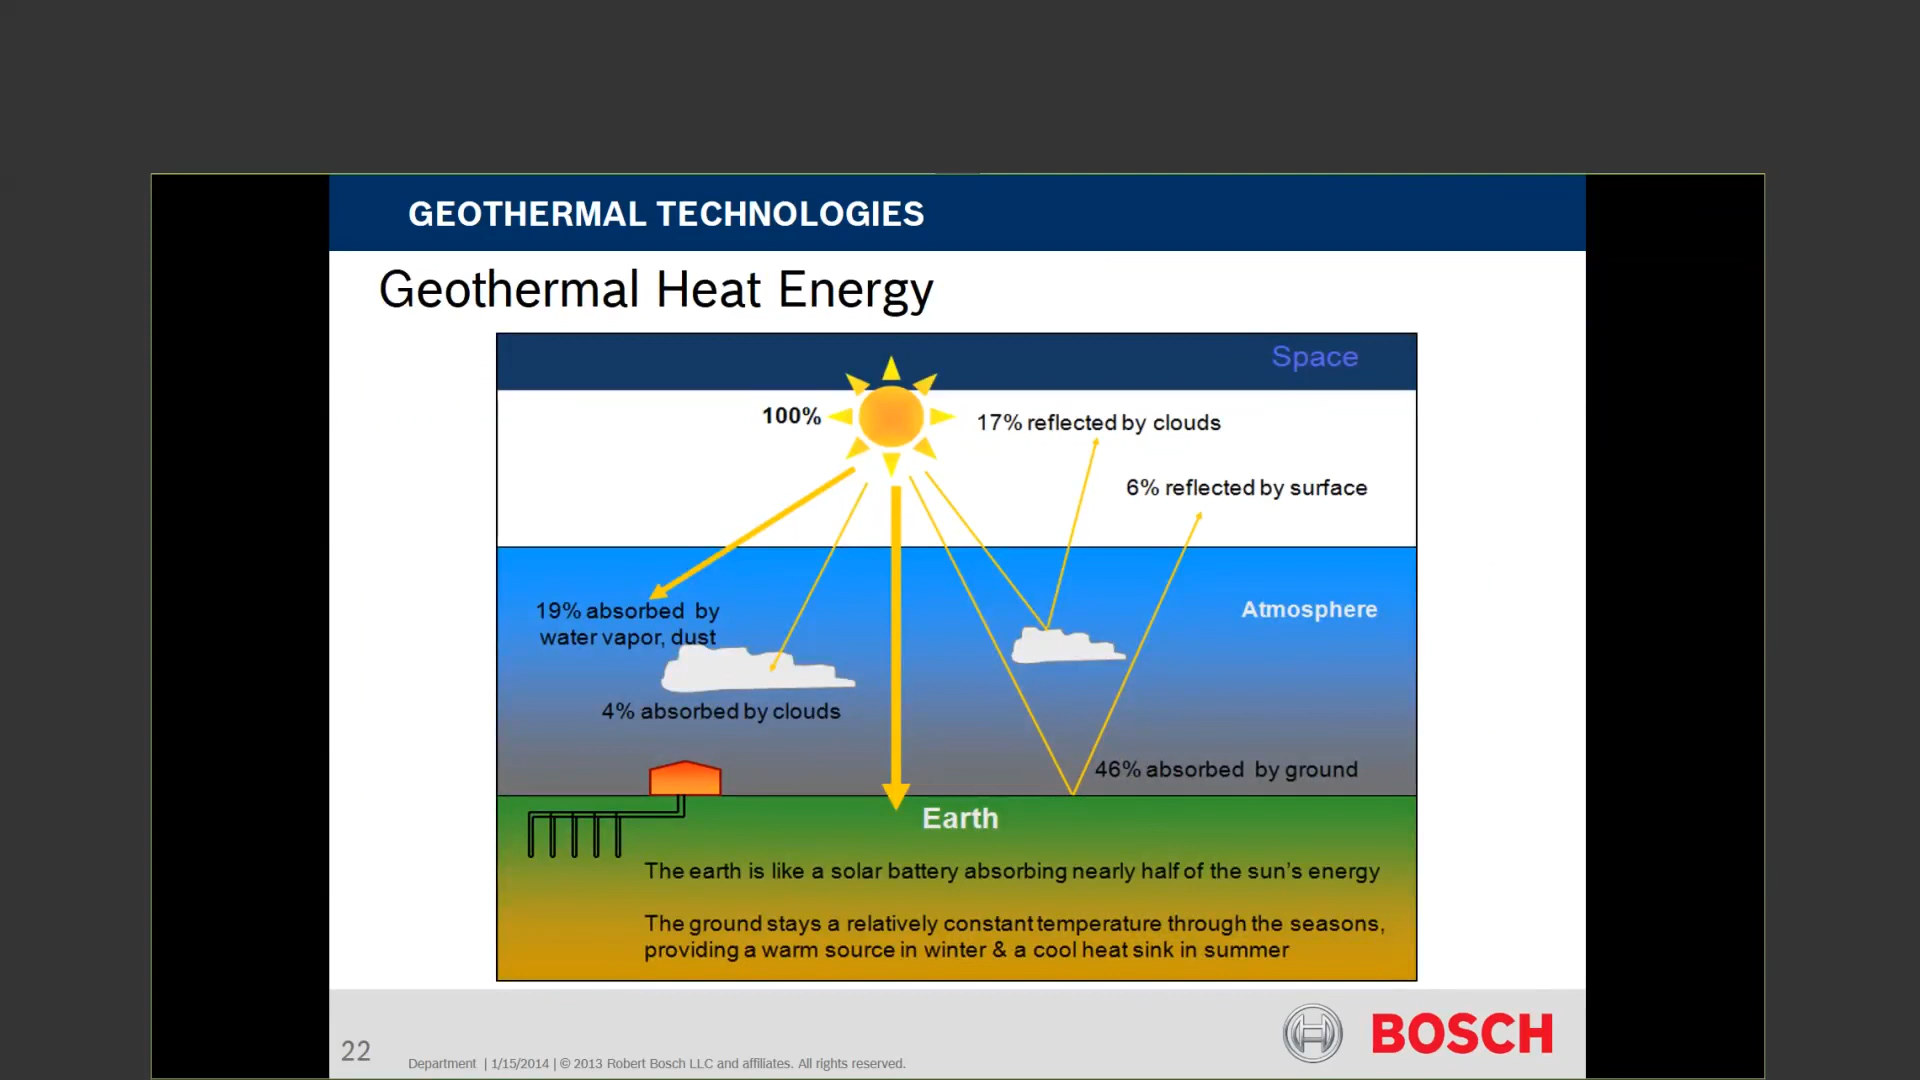 GEOTHERMAL TECHNOLOGIES
Geothermal Heat Energy
Space
100%
17% reflected by clouds
6% reflected by surface
19% absorbed by
water vapor, dust
Atmosphere
4% absorbed by clouds
46% absorbed by ground
Earth
The earth is like a solar battery absorbing nearly half of the sun's energy
The ground stays a relatively constant temperature through the seasons,
providing a warm source in winter & a cool heat sink in summer
22
Department | 1/15/2014 | © 2013 Robert Bosch LLC and affiliates. All rights reserved.
BOSCH